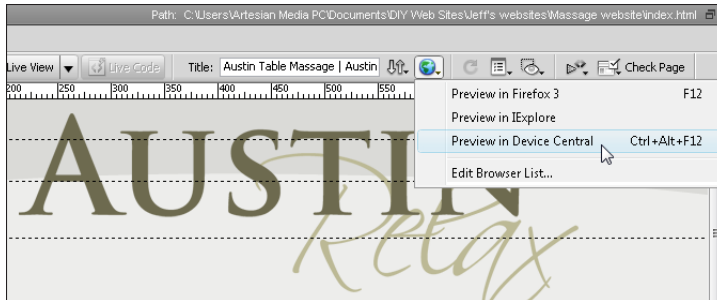 Path: C:\Users\Artesian Media PC\Documents\DIY Web Sites\Jeff's websites\Massage website\index.html
Live View Live Code Title: Austin Table Massage | Austin Check Page
200 250 300 350 400 450 500 550
Preview in Firefox 3 F12
Preview in IExplore
Preview in Device Central Ctrl+Alt+F12
Edit Browser List...
AUSTIN
Relax